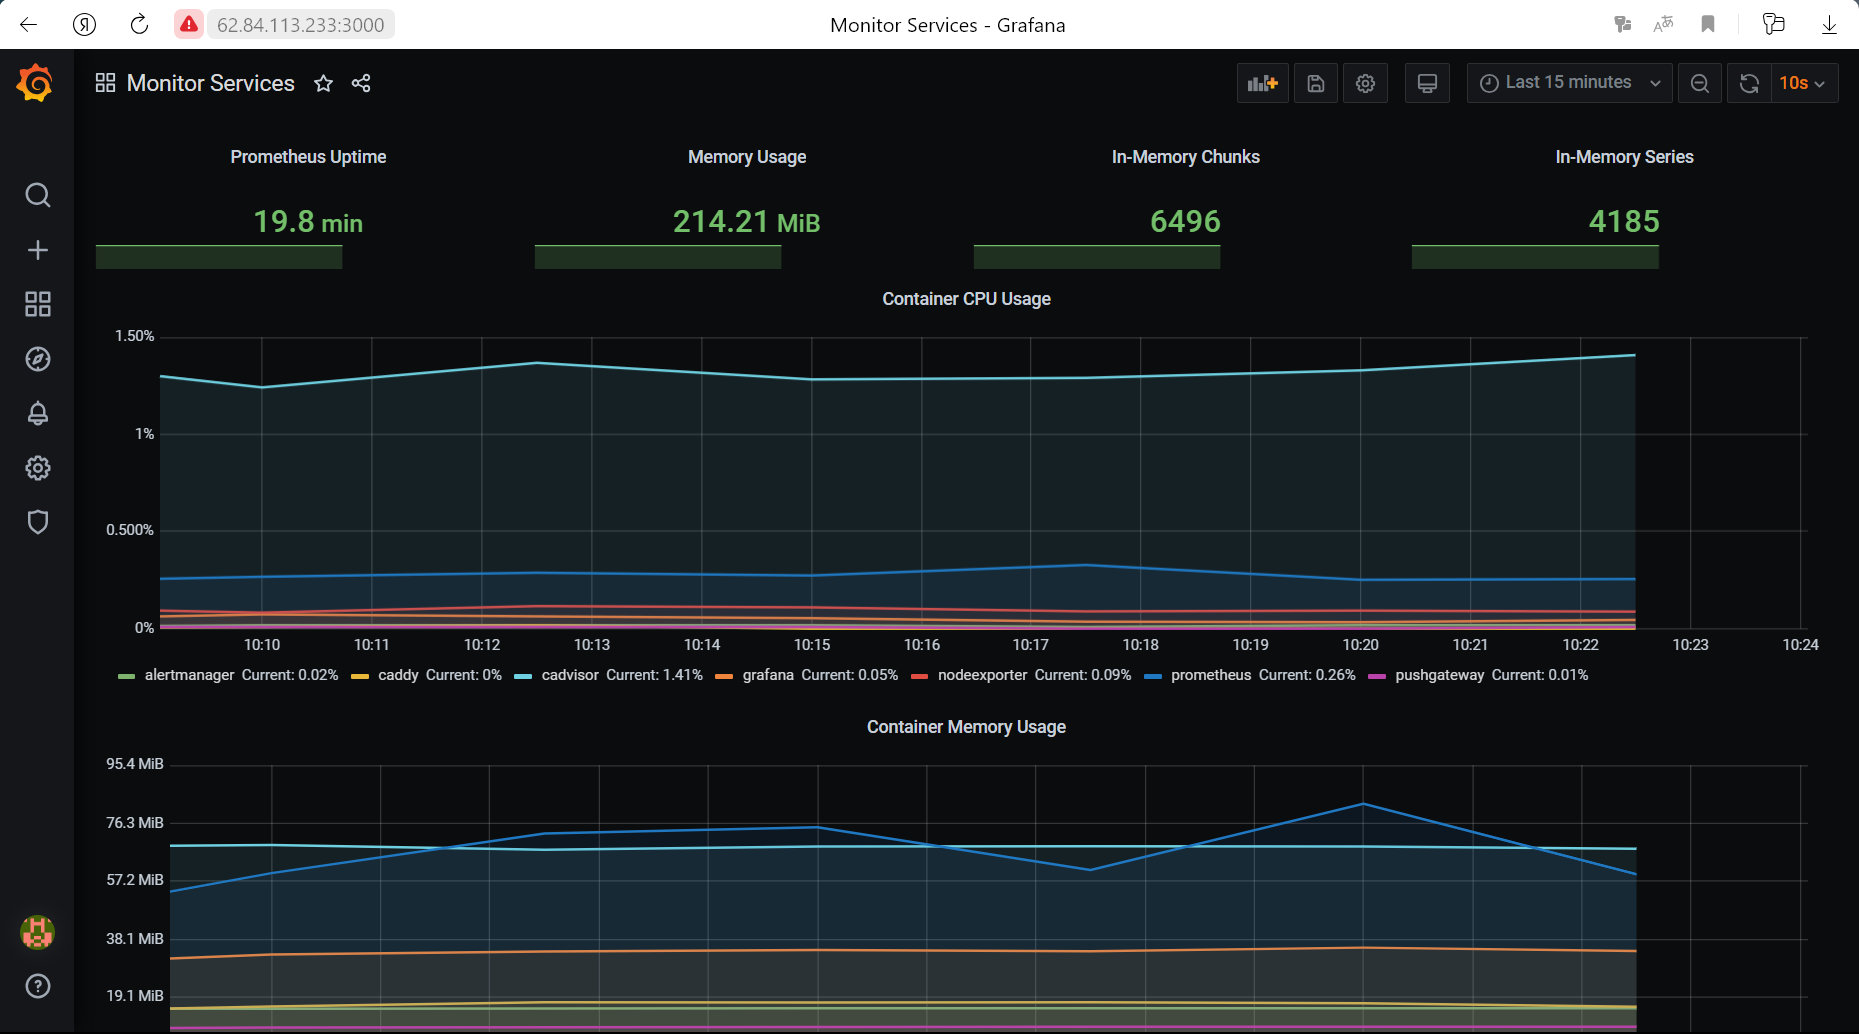 62.84.113.233:3000
Monitor Services - Grafana
Monitor Services
Last 15 minutes
10s
Prometheus Uptime
Memory Usage
In-Memory Chunks
In-Memory Series
19.8 min
214.21 MiB
6496
4185
Container CPU Usage
1.50%
1%
0.500%
0%
10:10 10:11 10:12 10:13 10:14 10:15 10:16 10:17 10:18 10:19 10:20 10:21 10:22 10:23 10:24
alertmanager Current: 0.02% caddy Current: 0% cadvisor Current: 1.41% grafana Current: 0.05% nodeexporter Current: 0.09% prometheus Current: 0.26% pushgateway Current: 0.01%
Container Memory Usage
95.4 MiB
76.3 MiB
57.2 MiB
38.1 MiB
19.1 MiB